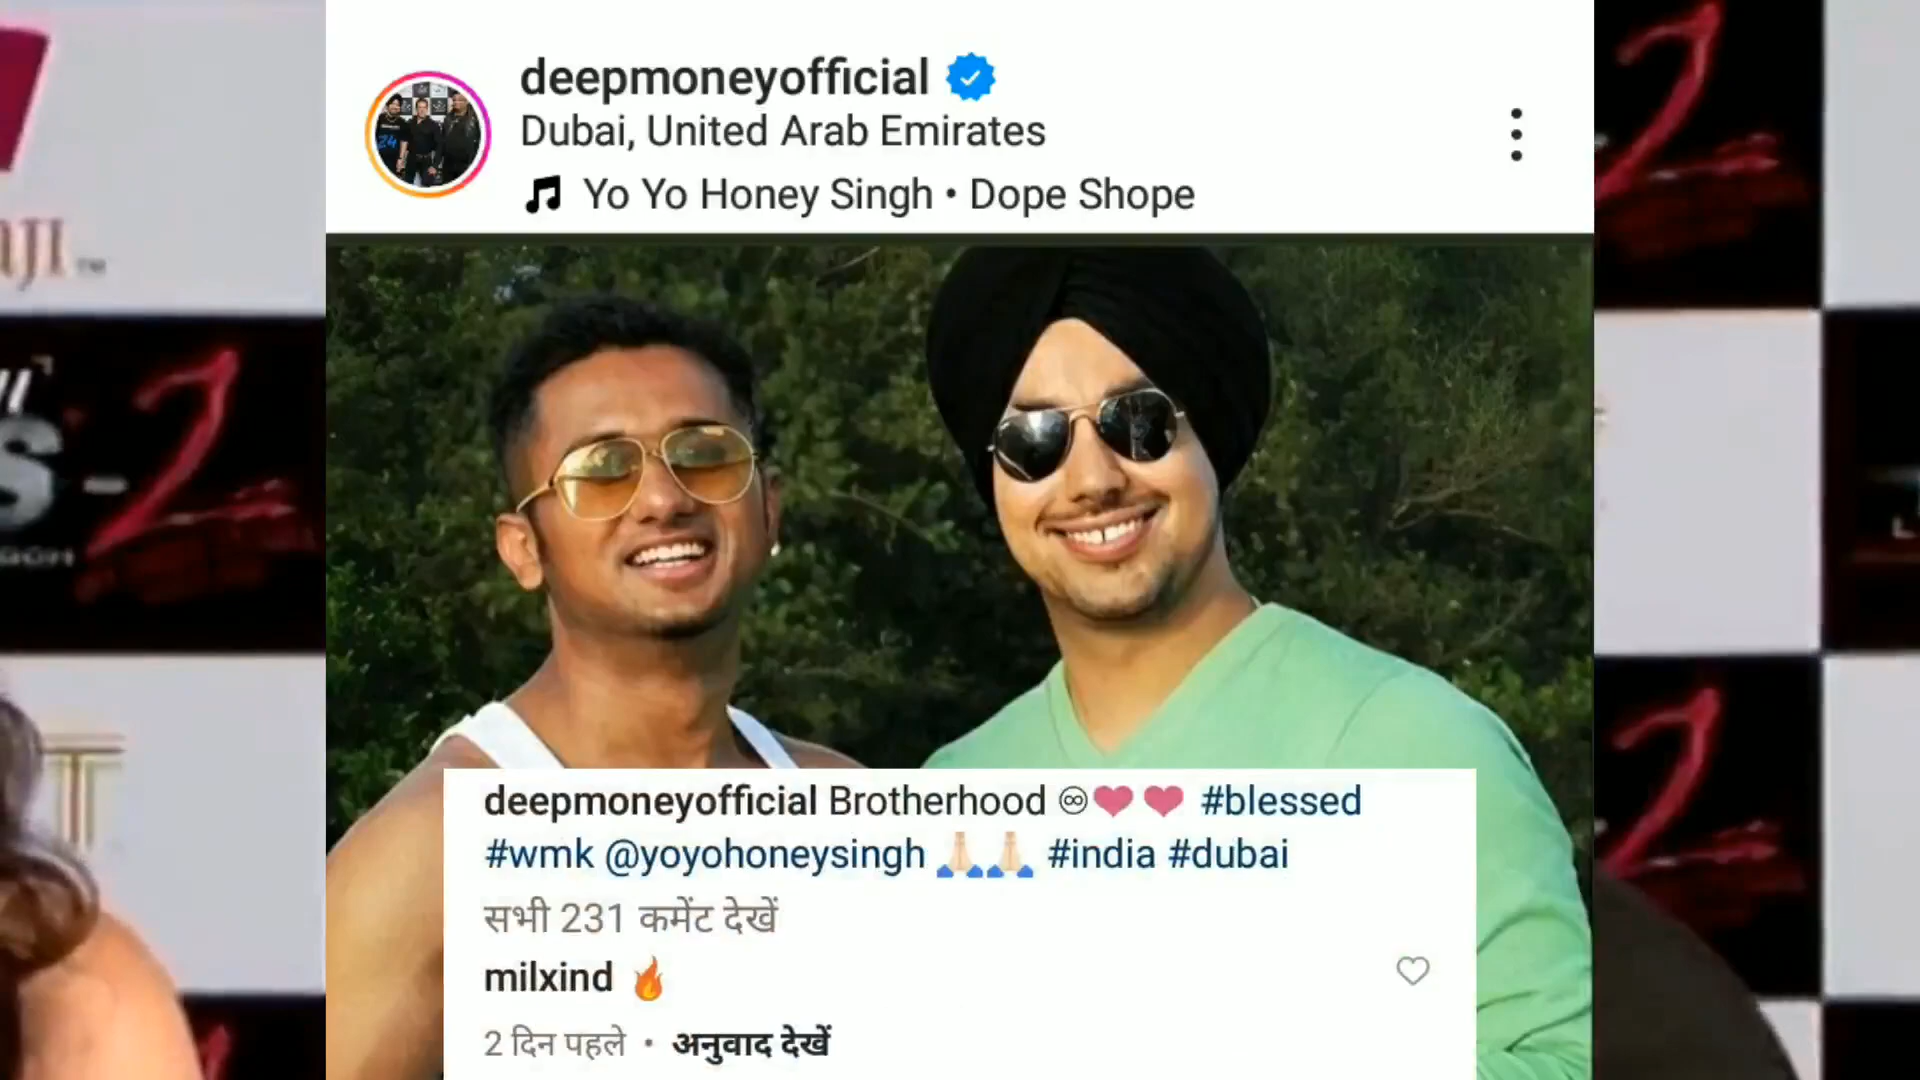 deepmoneyofficial
Dubai, United Arab Emirates
Yo Yo Honey Singh • Dope Shope
deepmoneyofficial Brotherhood ♾❤❤ #blessed
#wmk @yoyohoneysingh 🙏🏻🙏🏻 #india #dubai
सभी 231 कमेंट देखें
milxind 🔥
2 दिन पहले • अनुवाद देखें